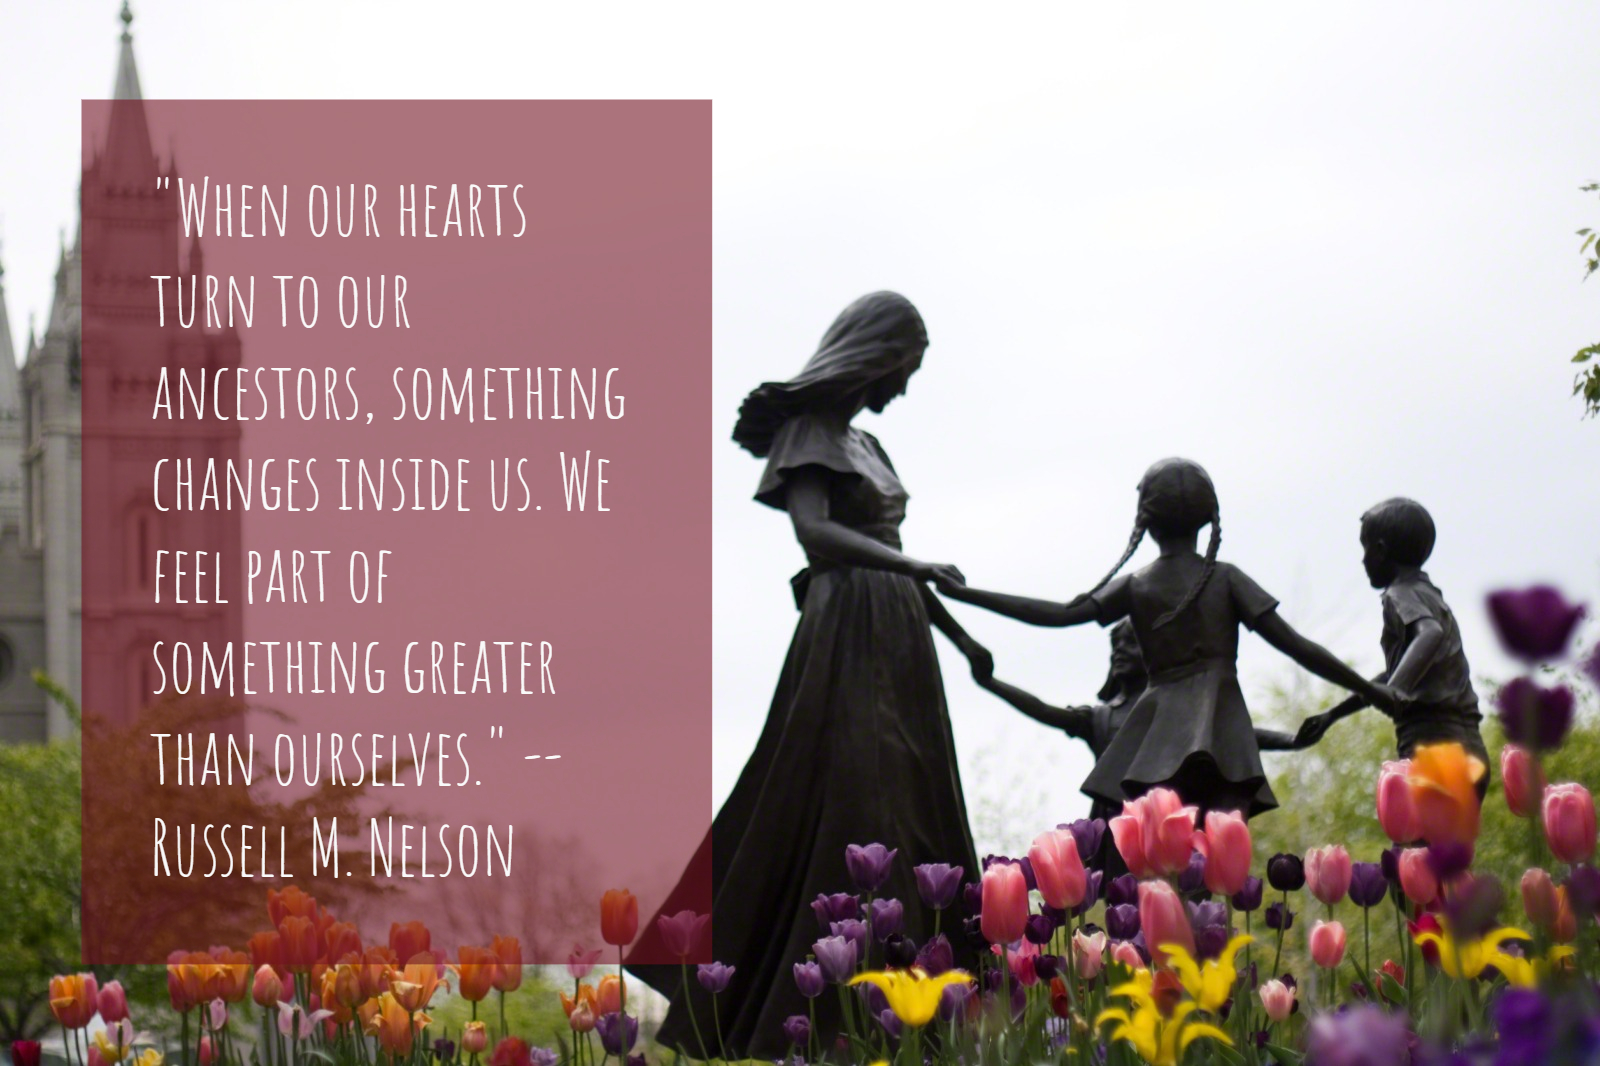 "When our hearts
turn to our
ancestors, something
changes inside us. We
feel part of
something greater
than ourselves." --
Russell M. Nelson